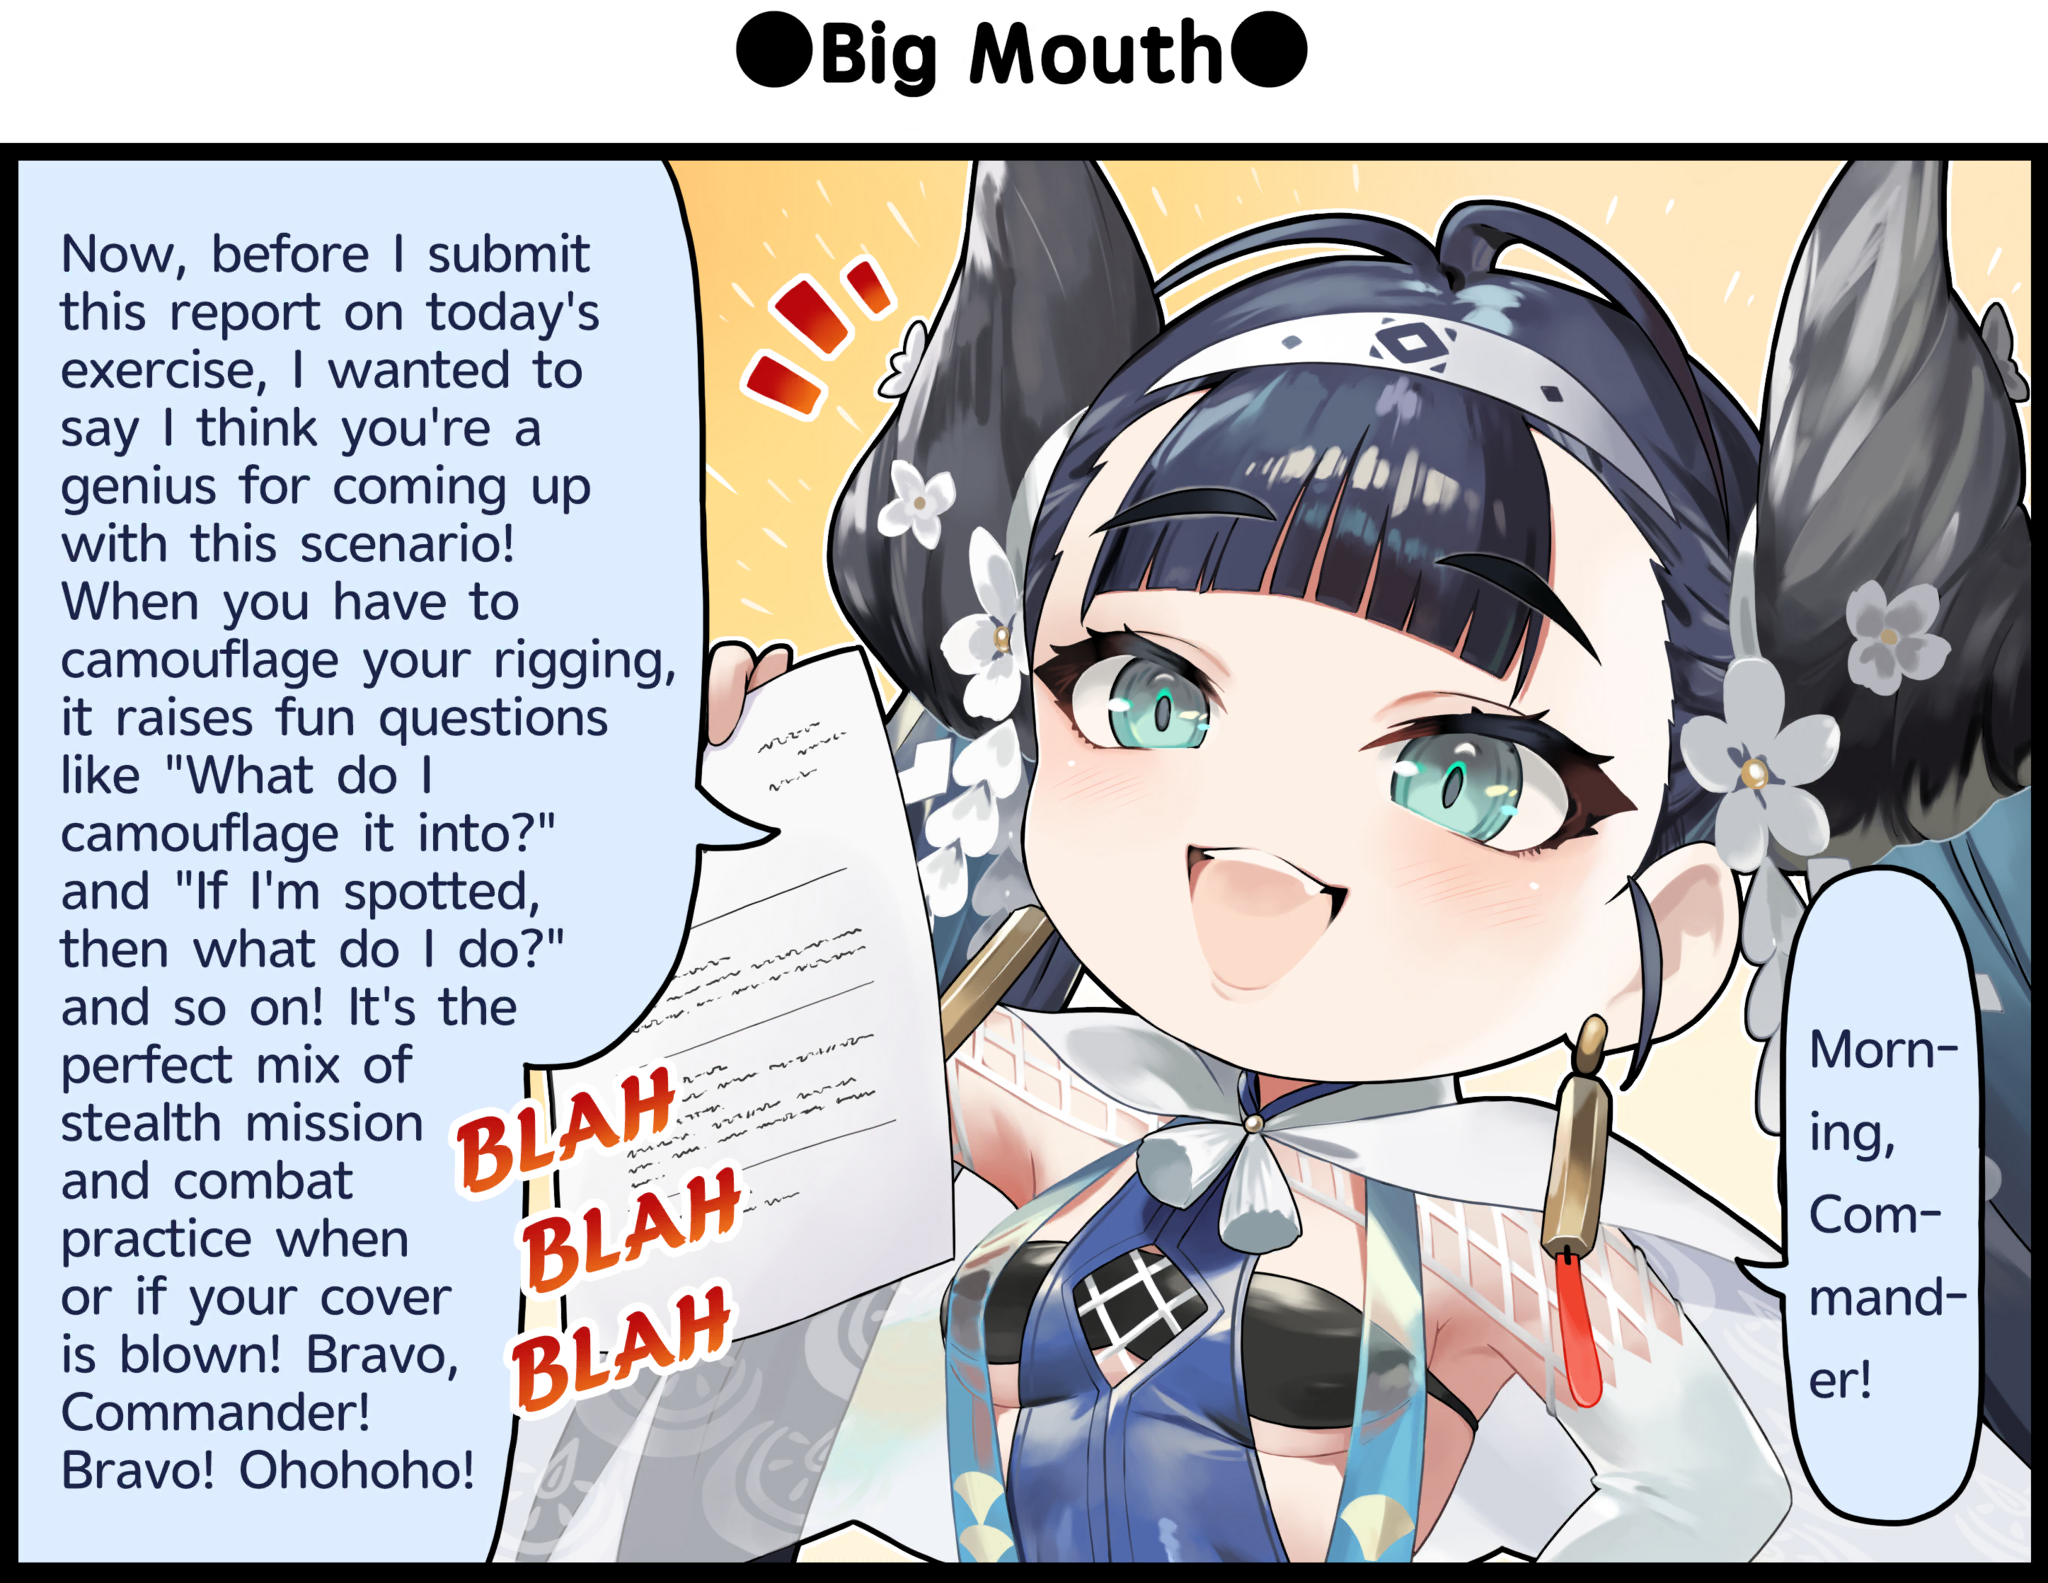 ●Big Mouth●
Morn-
ing,
Com-
mand-
er!
Now, before I submit
this report on today's
exercise, I wanted to
say I think you're a
genius for coming up
with this scenario!
When you have to
camouflage your rigging,
it raises fun questions
like "What do I
camouflage it into?"
and "If I'm spotted,
then what do I do?"
and so on! It's the
perfect mix of
stealth mission
and combat
practice when
or if your cover
is blown! Bravo,
Commander!
Bravo! Ohohoho!
BLAH
BLAH
BLAH